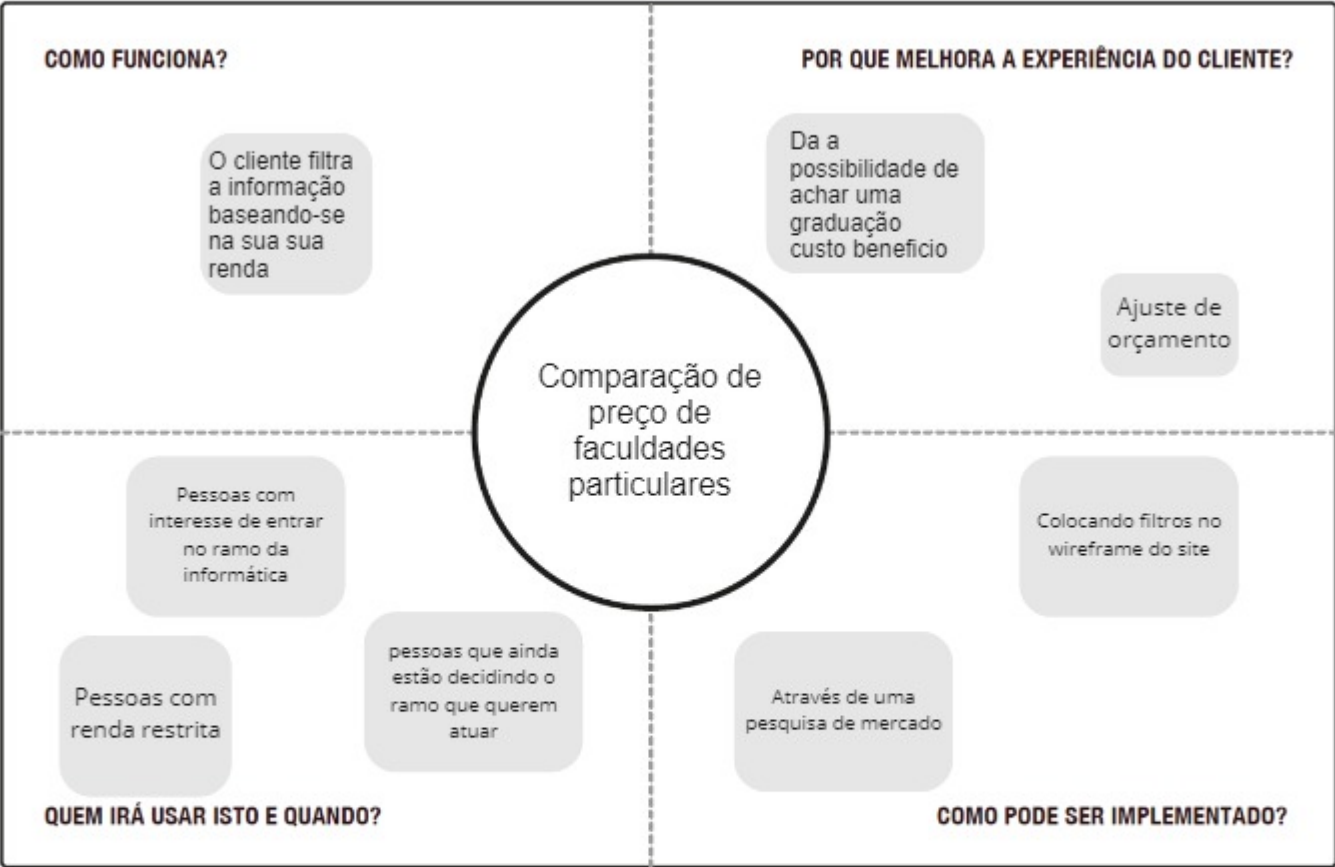 COMO FUNCIONA?
O cliente filtra
a informação
baseando-se
na sua sua
renda
POR QUE MELHORA A EXPERIÊNCIA DO CLIENTE?
Da a
possibilidade de
achar uma
graduação
custo beneficio
Ajuste de
orçamento
Comparação de
preço de
faculdades
particulares
Pessoas com
interesse de entrar
no ramo da
informática
Pessoas com
renda restrita
pessoas que ainda
estão decidindo o
ramo que querem
atuar
QUEM IRÁ USAR ISTO E QUANDO?
Colocando filtros no
wireframe do site
Através de uma
pesquisa de mercado
COMO PODE SER IMPLEMENTADO?